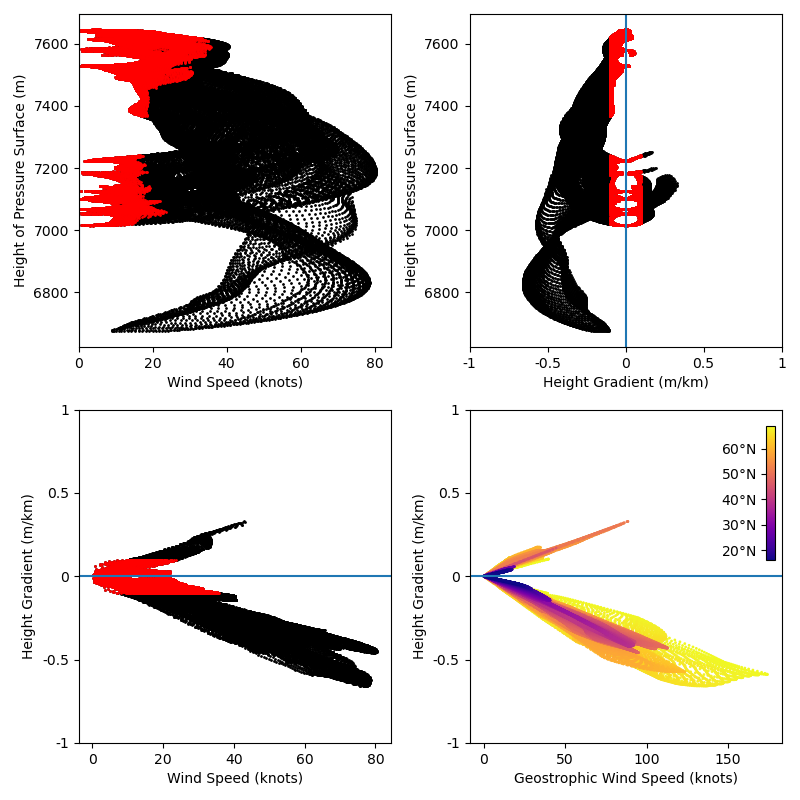 7600
7400
7200
7000
6800
Height of Pressure Surface (m)
0 20 40 60 80
Wind Speed (knots)
7600
7400
7200
7000
6800
Height of Pressure Surface (m)
-1 -0.5 0 0.5 1
Height Gradient (m/km)
1
0.5
0
-0.5
-1
Height Gradient (m/km)
0 20 40 60 80
Wind Speed (knots)
1
0.5
0
-0.5
-1
Height Gradient (m/km)
60°N
50°N
40°N
30°N
20°N
0 50 100 150
Geostrophic Wind Speed (knots)